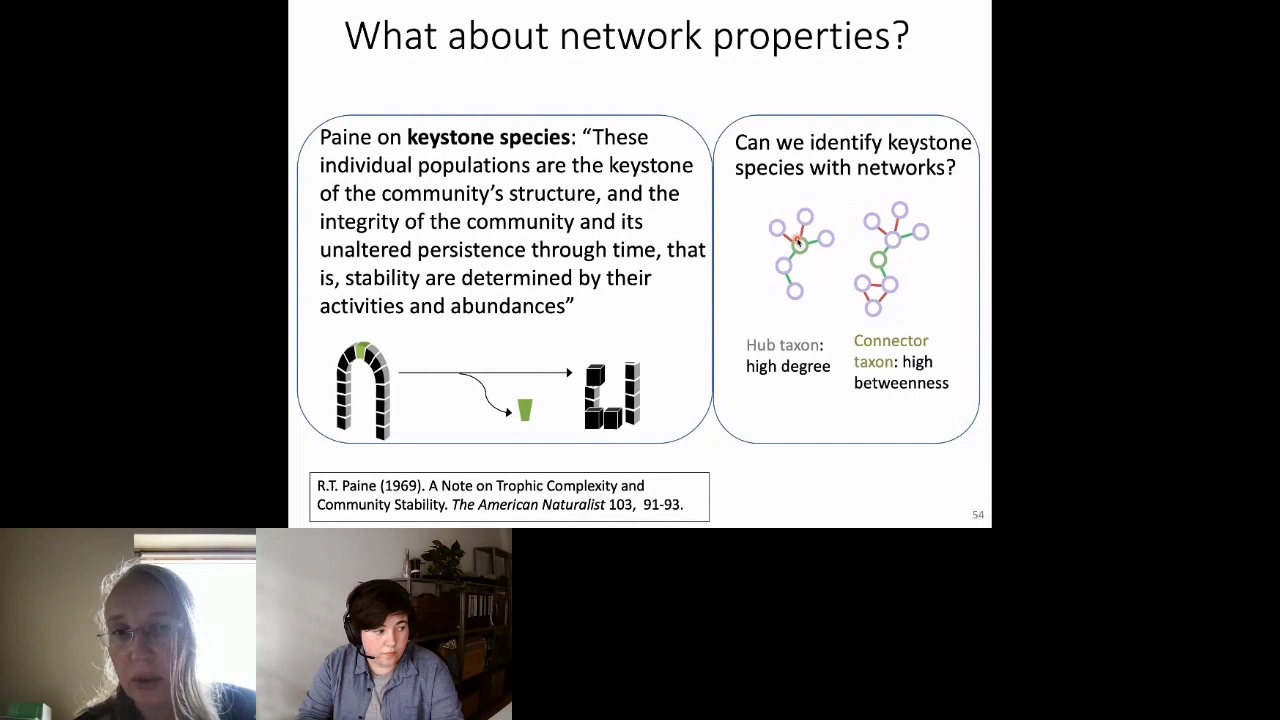 What about network properties?
Paine on keystone species: “These
individual populations are the keystone
of the community’s structure, and the
integrity of the community and its
unaltered persistence through time, that
is, stability are determined by their
activities and abundances”
Can we identify keystone
species with networks?
Hub taxon:
high degree
Connector
taxon: high
betweenness
R.T. Paine (1969). A Note on Trophic Complexity and
Community Stability. The American Naturalist 103, 91-93.
54